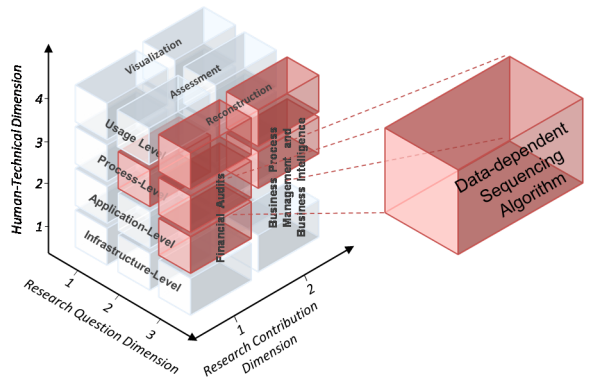 Visualization
Assessment
Reconstruction
Human-Technical Dimension
4
3
2
1
Usage Level
Process-Lev
Application-Level
Infrastructure-Level
Financial Audits
Business Process
Management and
Business Intelligence
Data-dependent
Sequencing
Algorithm
1
2
3
Research Question Dimension
1
2
Research Contribution
Dimension